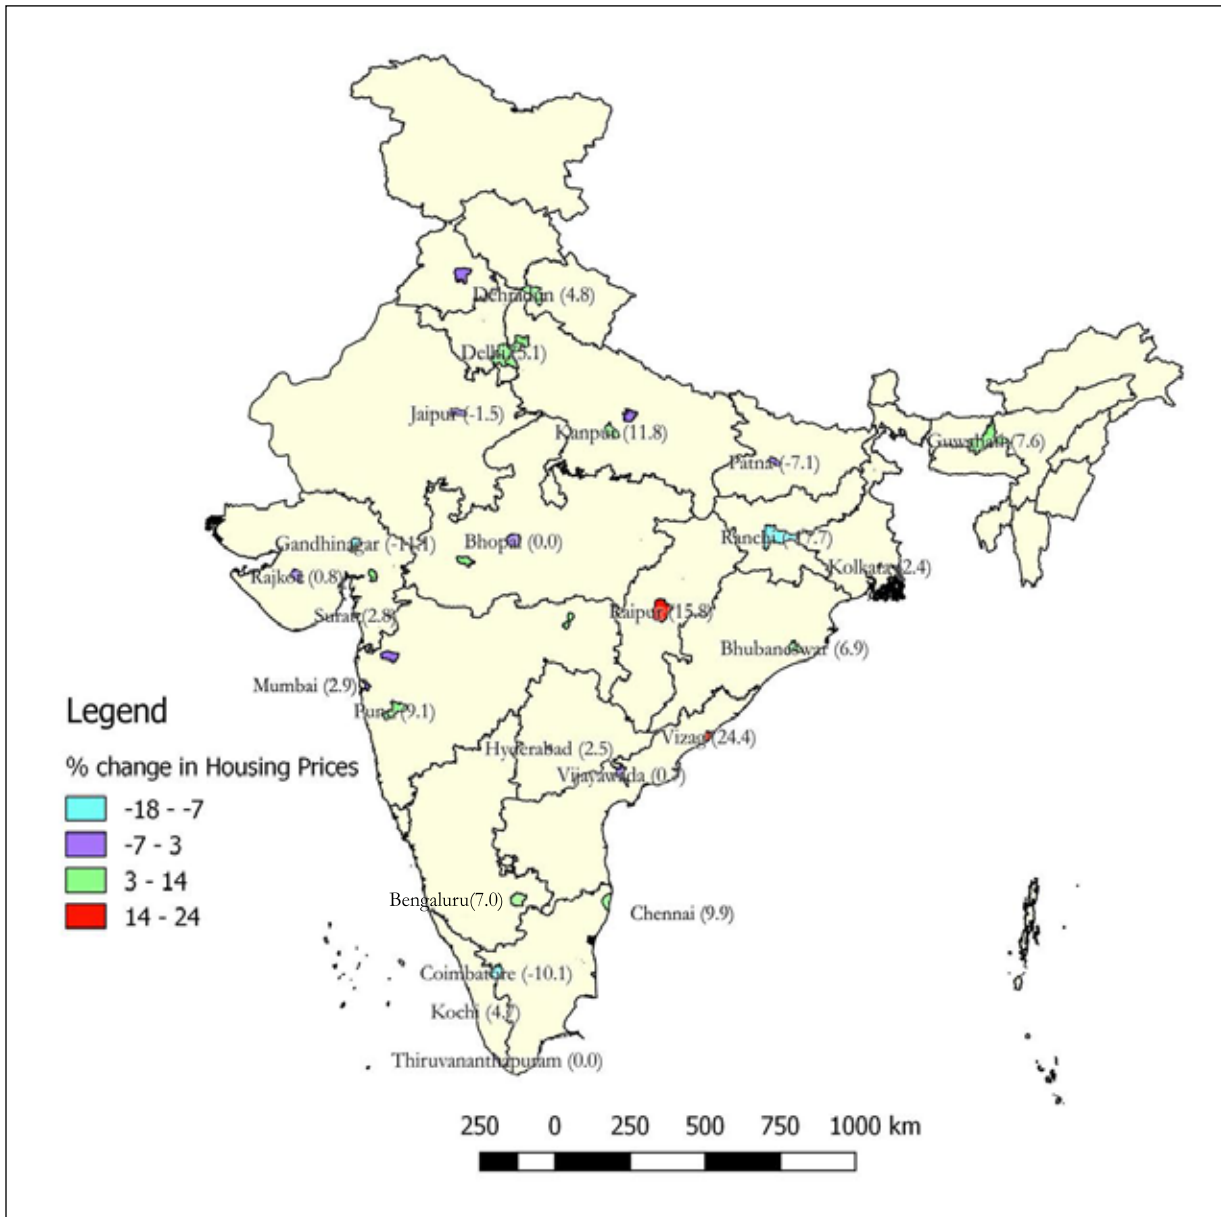 Dehradun (4.8)
Delhi (5.1)
Jaipur (-1.5)
Kanpur (11.8)
Guwahati (7.6)
Patna (-7.1)
Ranchi (-17.7)
Gandhinagar (-11.1)
Bhopal (0.0)
Kolkata (2.4)
Rajkot (0.8)
Surat (2.8)
Raipur (15.8)
Bhubaneswar (6.9)
Mumbai (2.9)
Pune (9.1)
Vizag (24.4)
Hyderabad (2.5)
Vijayawada (0.7)
Legend
% change in Housing Prices
-18 - -7
-7 - 3
3 - 14
14 - 24
Bengaluru(7.0)
Chennai (9.9)
Coimbatore (-10.1)
Kochi (4.7)
Thiruvananthapuram (0.0)
250 0 250 500 750 1000 km